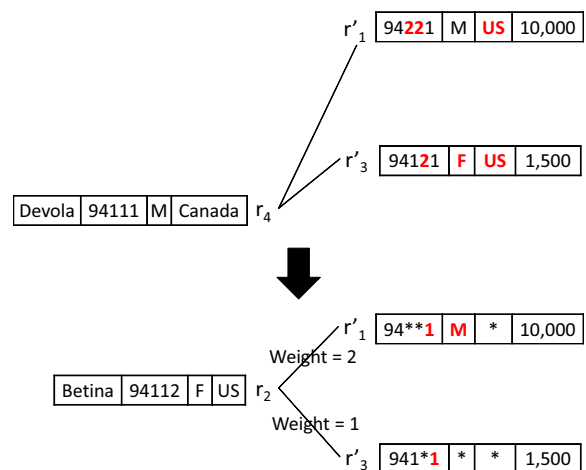 r'1 94221 M US 10,000
r'3 94121 F US 1,500
Devola 94111 M Canada r4
r'1 94**1 M * 10,000
Weight = 2
Betina 94112 F US r2
Weight = 1
r'3 941*1 * * 1,500